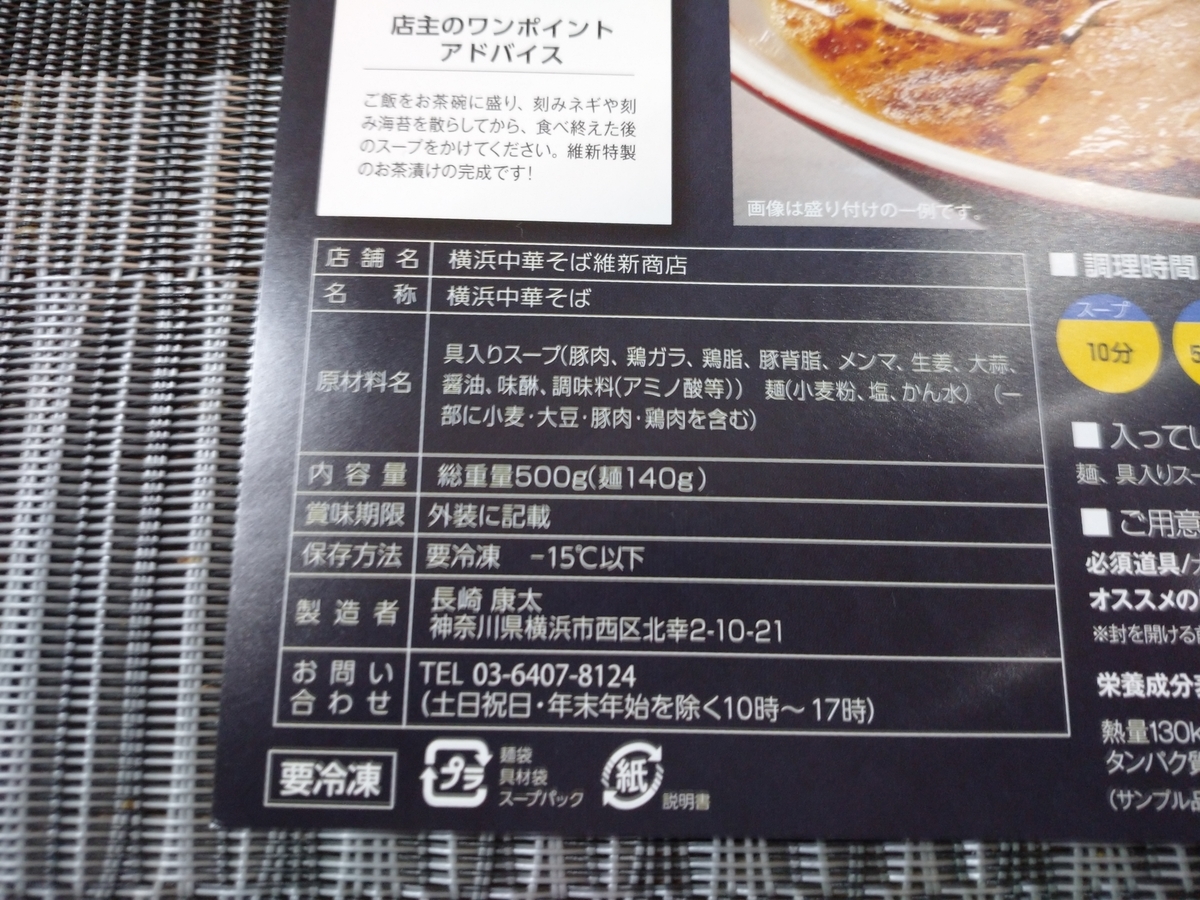 店主のワンポイント
アドバイス
ご飯をお茶碗に盛り、刻みネギや刻
み海苔を散らしてから、食べ終えた後
のスープをかけてください。維新特製
のお茶漬けの完成です!
画像は盛り付けの一例です。
店舗名 横浜中華そば維新商店
名称 横浜中華そば
原材料名 具入りスープ(豚肉、鶏ガラ、鶏脂、豚背脂、メンマ、生姜、大蒜、
醤油、味醂、調味料(アミノ酸等)) 麺(小麦粉、塩、かん水) (一
部に小麦・大豆・豚肉・鶏肉を含む)
内容量 総重量500g(麺140g)
賞味期限 外装に記載
保存方法 要冷凍 −15℃以下
製造者 長崎 康太
神奈川県横浜市西区北幸2-10-21
お問い
合わせ
TEL 03-6407-8124
(土日祝日・年末年始を除く10時〜17時)
要冷凍
プラ
麺袋
具材袋
スープパック
紙
説明書
■調理時間
スープ
10分
5
■入ってい
麺、具入りスー
■ご用意
必須道具/
オススメの
※封を開ける
栄養成分
熱量130k
タンパク質
(サンプル品